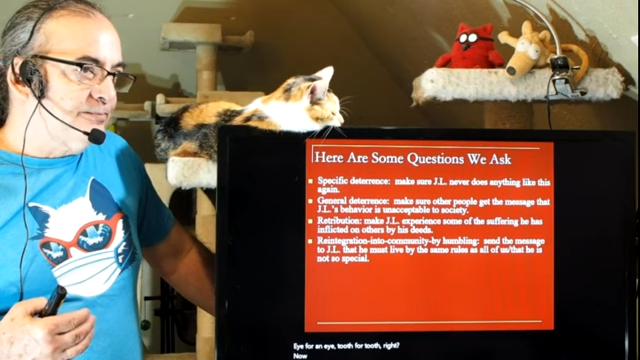 Here Are Some Questions We Ask
Specific deterrence: make sure J.L. never does anything like this
again.
General deterrence: make sure other people get the message that
J.L.'s behavior is unacceptable to society.
Retribution: make J.L. experience some of the suffering he has
inflicted on others by his deeds.
Reintegration-into-community-by humbling: send the message
to J.L. that he must live by the same rules as all of us/that he is
not so special.
Eye for an eye, tooth for tooth, right?
Now